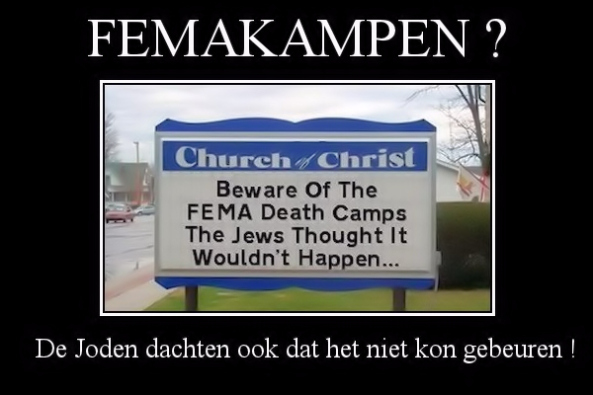 FEMAKAMPEN ?
Church of Christ
Beware Of The
FEMA Death Camps
The Jews Thought It
Wouldn't Happen...
De Joden dachten ook dat het niet kon gebeuren !